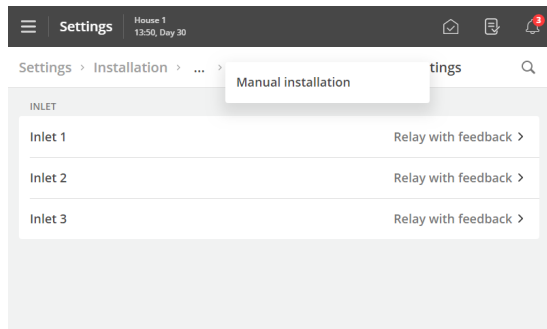 Settings House 1
13:50, Day 30
3
Settings > Installation > ... > tings
Manual installation
INLET
Inlet 1 Relay with feedback >
Inlet 2 Relay with feedback >
Inlet 3 Relay with feedback >